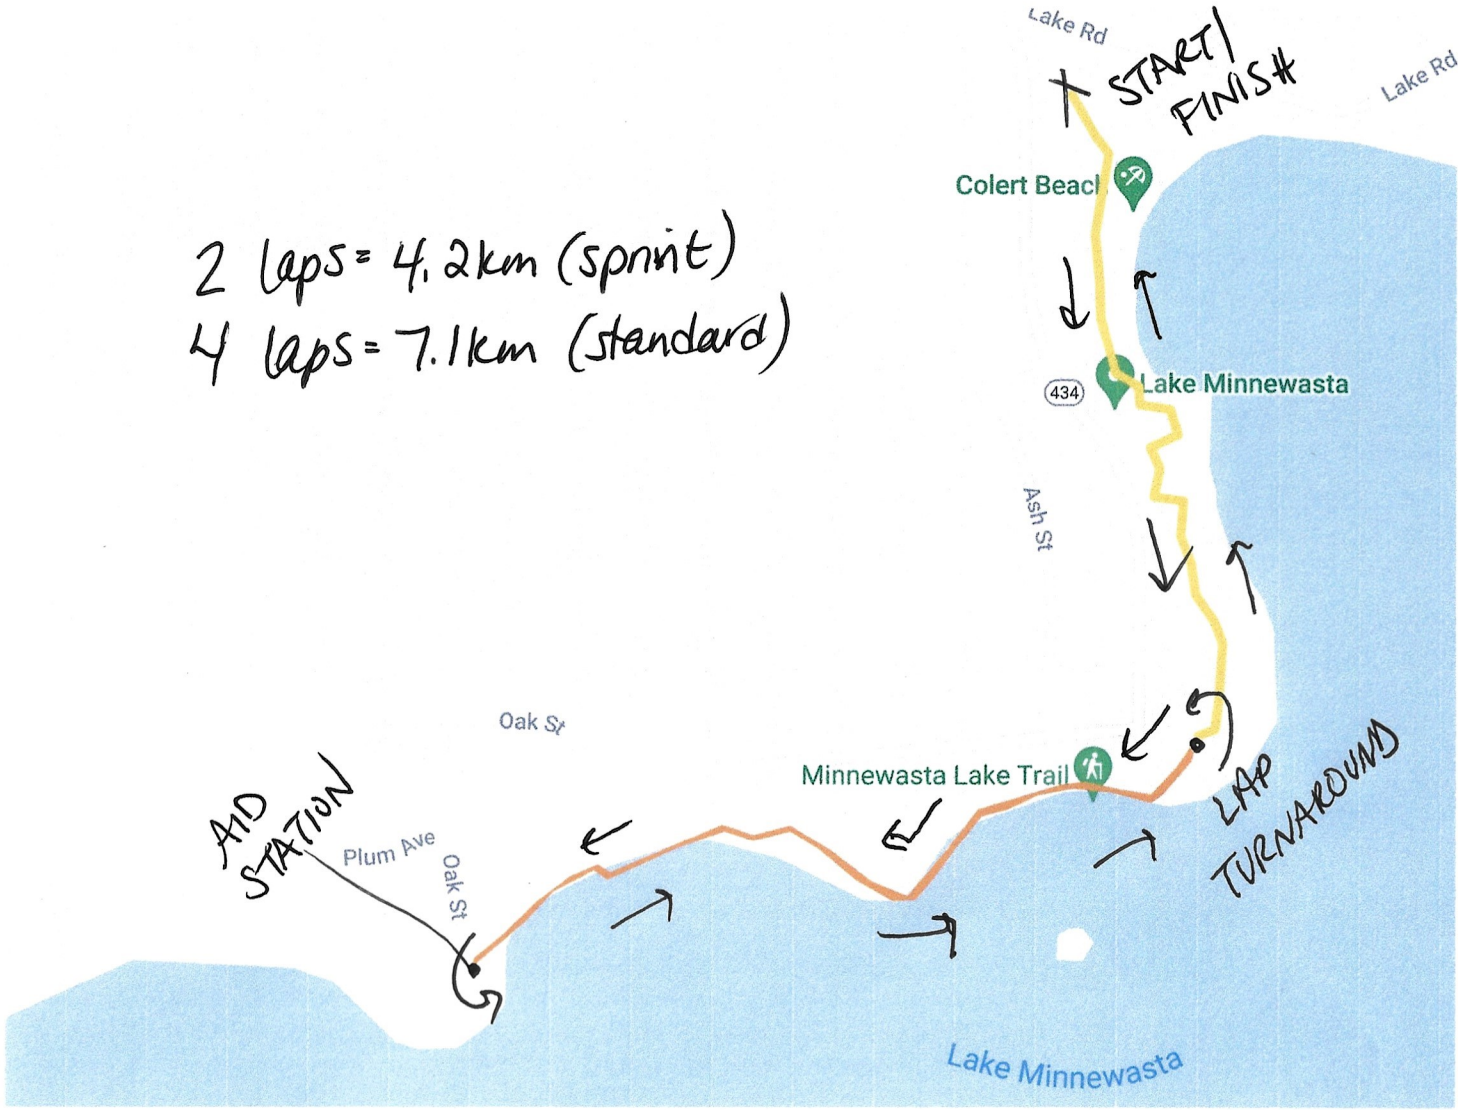 Lake Rd
START/
FINISH
Lake Rd
Colert Beach
2 laps = 4.2km (sprint)
4 laps = 7.1km (standard)
434
Lake Minnewasta
Ash St
Oak St
Minnewasta Lake Trail
LAP
TURNAROUND
AID
STATION
Plum Ave
Oak St
Lake Minnewasta